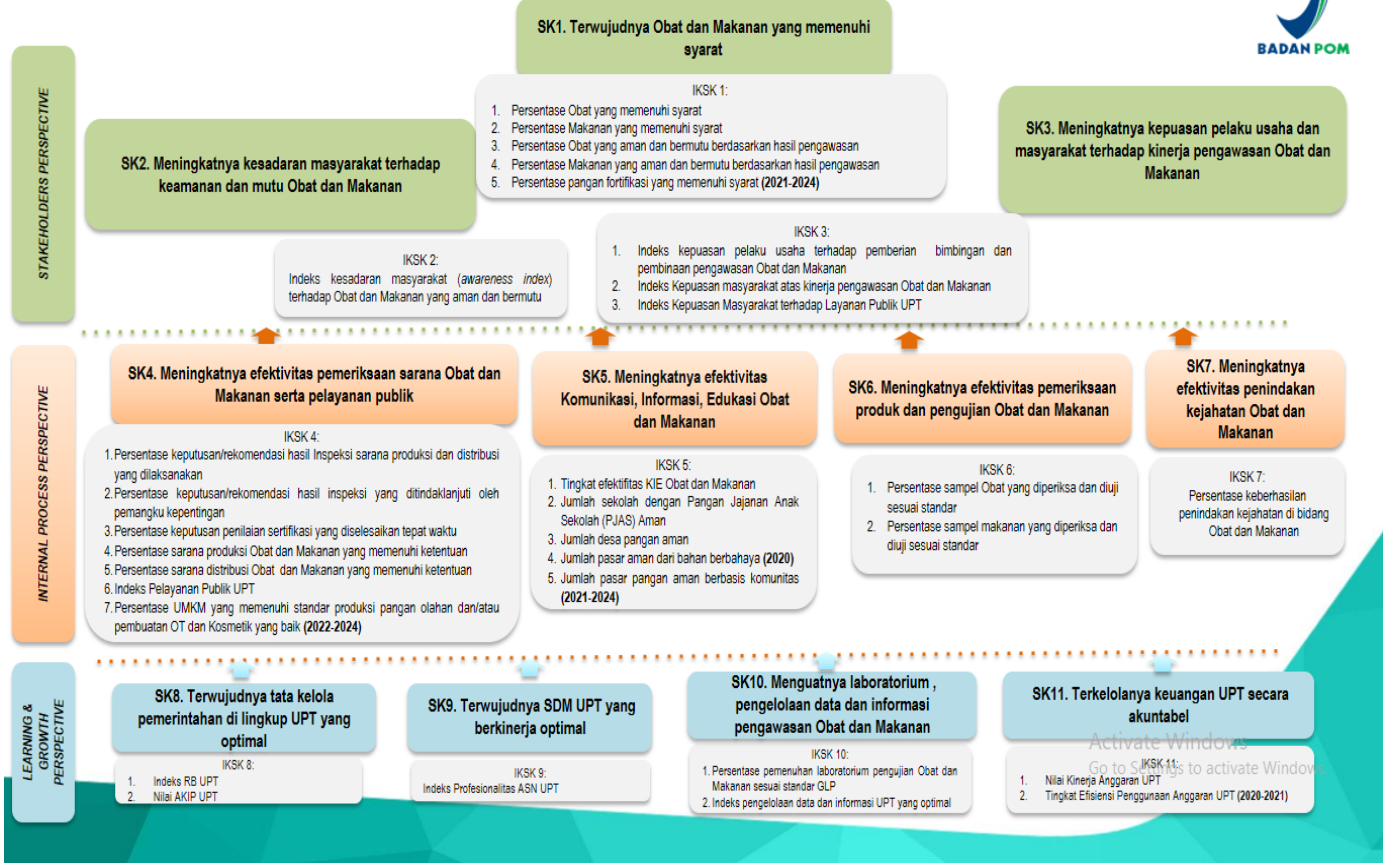 SK1. Terwujudnya Obat dan Makanan yang memenuhi
syarat
BADAN POM
STAKEHOLDERS PERSPECTIVE
IKSK 1:
1. Persentase Obat yang memenuhi syarat
2. Persentase Makanan yang memenuhi syarat
3. Persentase Obat yang aman dan bermutu berdasarkan hasil pengawasan
4. Persentase Makanan yang aman dan bermutu berdasarkan hasil pengawasan
5. Persentase pangan fortifikasi yang memenuhi syarat (2021-2024)
SK2. Meningkatnya kesadaran masyarakat terhadap
keamanan dan mutu Obat dan Makanan
SK3. Meningkatnya kepuasan pelaku usaha dan
masyarakat terhadap kinerja pengawasan Obat dan
Makanan
IKSK 2:
Indeks kesadaran masyarakat (awareness index)
terhadap Obat dan Makanan yang aman dan bermutu
IKSK 3:
1. Indeks kepuasan pelaku usaha terhadap pemberian bimbingan dan
pembinaan pengawasan Obat dan Makanan
2. Indeks Kepuasan masyarakat atas kinerja pengawasan Obat dan Makanan
3. Indeks Kepuasan Masyarakat terhadap Layanan Publik UPT
INTERNAL PROCESS PERSPECTIVE
SK4. Meningkatnya efektivitas pemeriksaan sarana Obat dan
Makanan serta pelayanan publik
IKSK 4:
1. Persentase keputusan/rekomendasi hasil Inspeksi sarana produksi dan distribusi
yang dilaksanakan
2. Persentase keputusan/rekomendasi hasil inspeksi yang ditindaklanjuti oleh
pemangku kepentingan
3. Persentase keputusan penilaian sertifikasi yang diselesaikan tepat waktu
4. Persentase sarana produksi Obat dan Makanan yang memenuhi ketentuan
5. Persentase sarana distribusi Obat dan Makanan yang memenuhi ketentuan
6. Indeks Pelayanan Publik UPT
7. Persentase UMKM yang memenuhi standar produksi pangan olahan dan/atau
pembuatan OT dan Kosmetik yang baik (2022-2024)
SK5. Meningkatnya efektivitas
Komunikasi, Informasi, Edukasi Obat
dan Makanan
IKSK 5:
1. Tingkat efektifitas KIE Obat dan Makanan
2. Jumlah sekolah dengan Pangan Jajanan Anak
Sekolah (PJAS) Aman
3. Jumlah desa pangan aman
4. Jumlah pasar aman dari bahan berbahaya (2020)
5. Jumlah pasar pangan aman berbasis komunitas
(2021-2024)
SK6. Meningkatnya efektivitas pemeriksaan
produk dan pengujian Obat dan Makanan
IKSK 6:
1. Persentase sampel Obat yang diperiksa dan diuji
sesuai standar
2. Persentase sampel makanan yang diperiksa dan
diuji sesuai standar
SK7. Meningkatnya
efektivitas penindakan
kejahatan Obat dan
Makanan
IKSK 7:
Persentase keberhasilan
penindakan kejahatan di bidang
Obat dan Makanan
LEARNING &
GROWTH
PERSPECTIVE
SK8. Terwujudnya tata kelola
pemerintahan di lingkup UPT yang
optimal
IKSK 8:
1. Indeks RB UPT
2. Nilai AKIP UPT
SK9. Terwujudnya SDM UPT yang
berkinerja optimal
IKSK 9:
Indeks Profesionalitas ASN UPT
SK10. Menguatnya laboratorium ,
pengelolaan data dan informasi
pengawasan Obat dan Makanan
IKSK 10:
1. Persentase pemenuhan laboratorium pengujian Obat dan
Makanan sesuai standar GLP
2. Indeks pengelolaan data dan informasi UPT yang optimal
SK11. Terkelolanya keuangan UPT secara
akuntabel
Activate Windows
Go to Settings to activate Windows.
IKSK 11:
1. Nilai Kinerja Anggaran UPT
2. Tingkat Efisiensi Penggunaan Anggaran UPT (2020-2021)